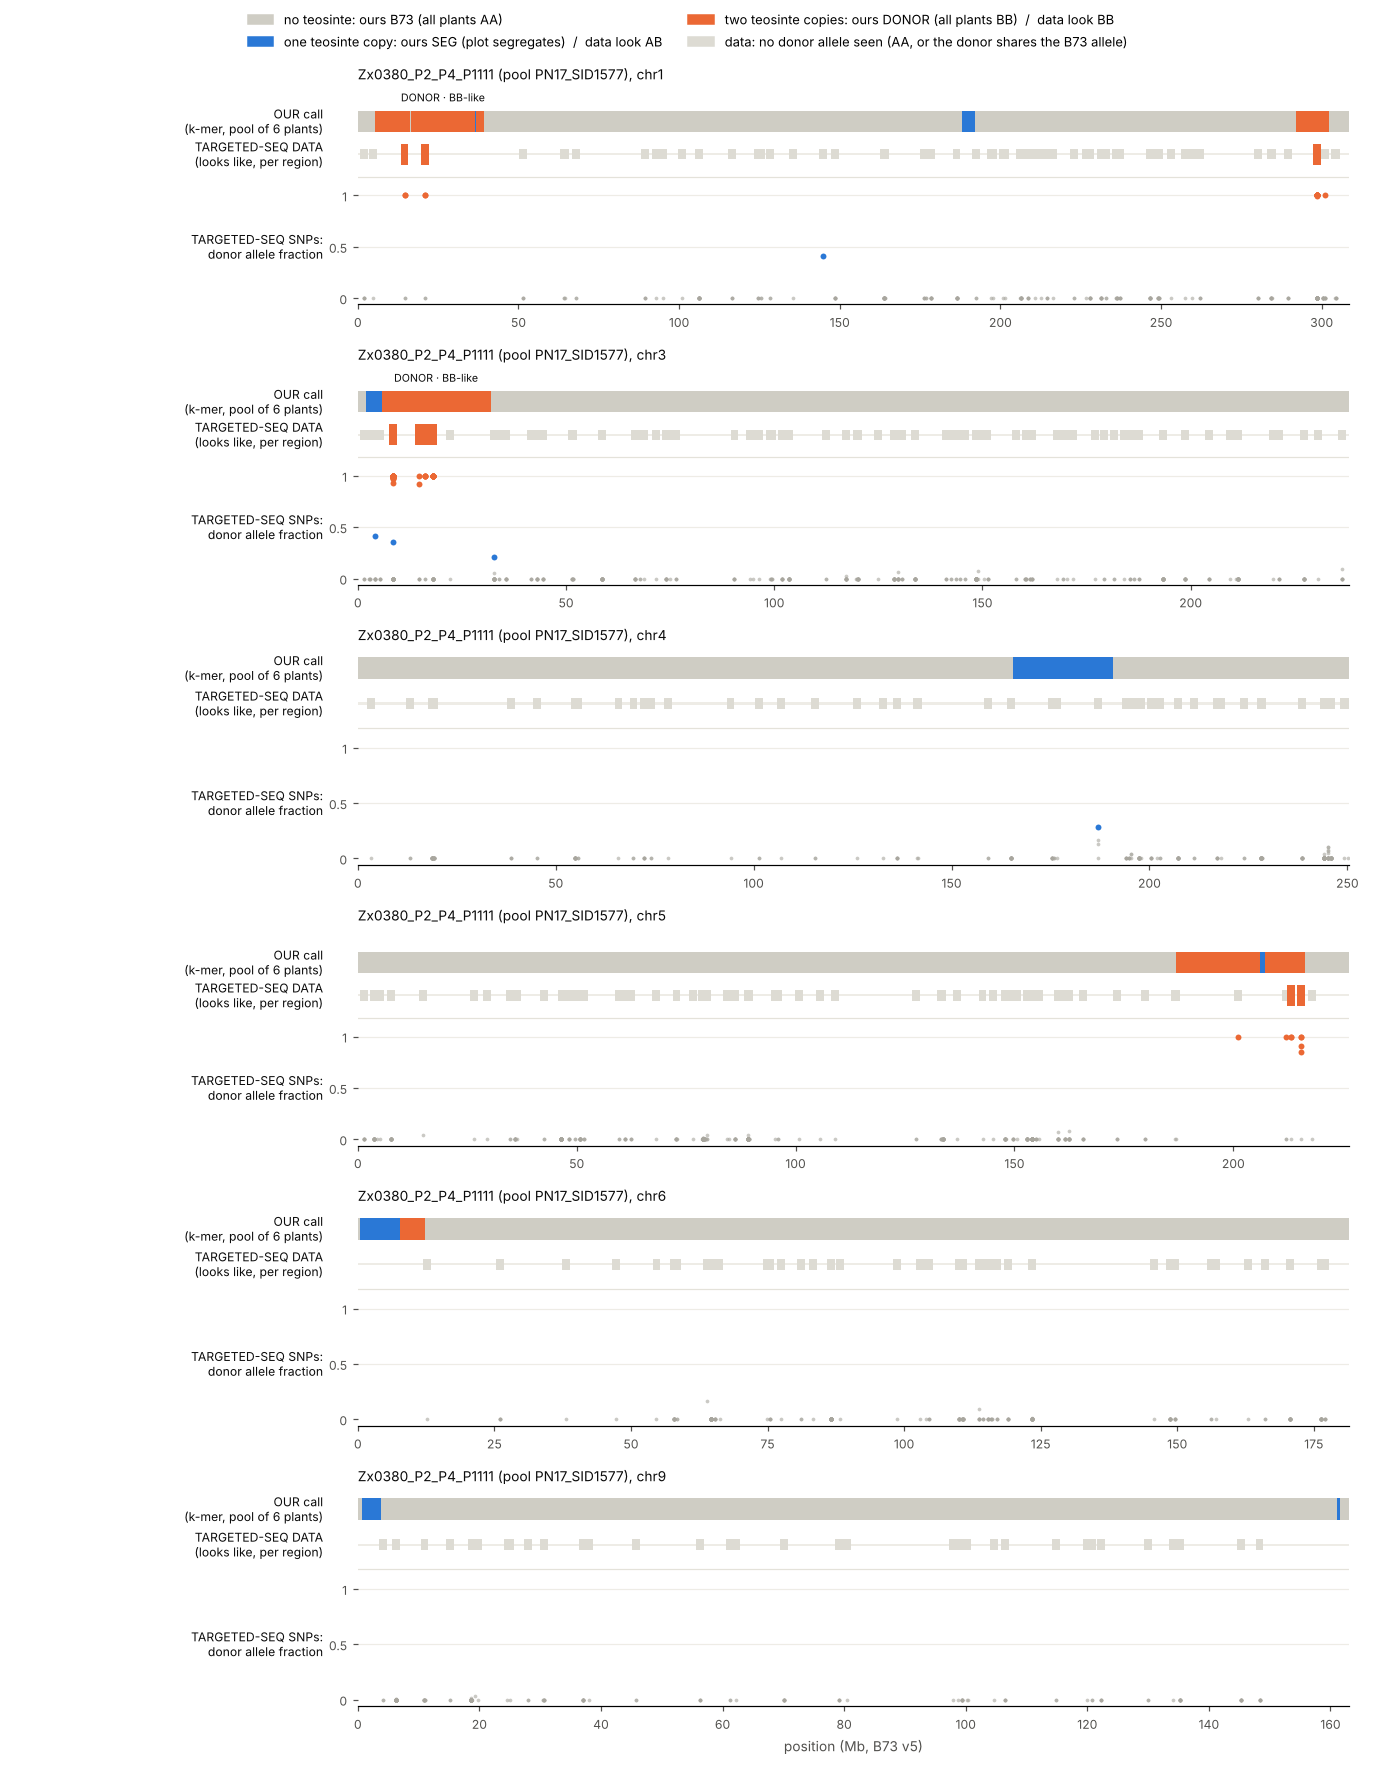 no teosinte: ours B73 (all plants AA)
two teosinte copies: ours DONOR (all plants BB)  /  data look BB
one teosinte copy: ours SEG (plot segregates)  /  data look AB
data: no donor allele seen (AA, or the donor shares the B73 allele)
Zx0380_P2_P4_P1111 (pool PN17_SID1577), chr1
DONOR · BB-like
OUR call
(k-mer, pool of 6 plants)
TARGETED-SEQ DATA
(looks like, per region)
1
TARGETED-SEQ SNPs:
donor allele fraction
0.5
0
0 50 100 150 200 250 300
Zx0380_P2_P4_P1111 (pool PN17_SID1577), chr3
DONOR · BB-like
OUR call
(k-mer, pool of 6 plants)
TARGETED-SEQ DATA
(looks like, per region)
1
TARGETED-SEQ SNPs:
donor allele fraction
0.5
0
0 50 100 150 200
Zx0380_P2_P4_P1111 (pool PN17_SID1577), chr4
OUR call
(k-mer, pool of 6 plants)
TARGETED-SEQ DATA
(looks like, per region)
1
TARGETED-SEQ SNPs:
donor allele fraction
0.5
0
0 50 100 150 200 250
Zx0380_P2_P4_P1111 (pool PN17_SID1577), chr5
OUR call
(k-mer, pool of 6 plants)
TARGETED-SEQ DATA
(looks like, per region)
1
TARGETED-SEQ SNPs:
donor allele fraction
0.5
0
0 50 100 150 200
Zx0380_P2_P4_P1111 (pool PN17_SID1577), chr6
OUR call
(k-mer, pool of 6 plants)
TARGETED-SEQ DATA
(looks like, per region)
1
TARGETED-SEQ SNPs:
donor allele fraction
0.5
0
0 25 50 75 100 125 150 175
Zx0380_P2_P4_P1111 (pool PN17_SID1577), chr9
OUR call
(k-mer, pool of 6 plants)
TARGETED-SEQ DATA
(looks like, per region)
1
TARGETED-SEQ SNPs:
donor allele fraction
0.5
0
0 20 40 60 80 100 120 140 160
position (Mb, B73 v5)